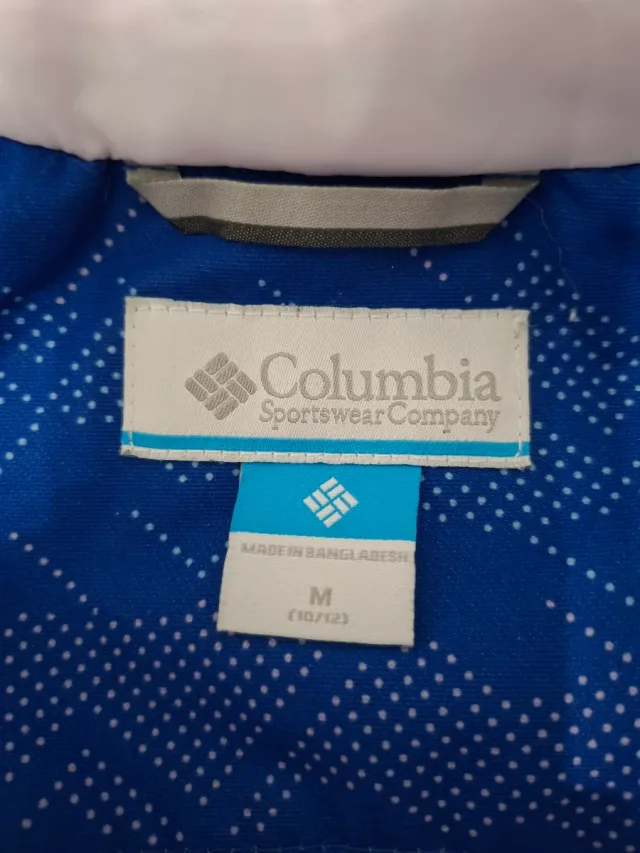 Columbia
Sportswear Company
MADE IN BANGLADESH
M
(10/12)